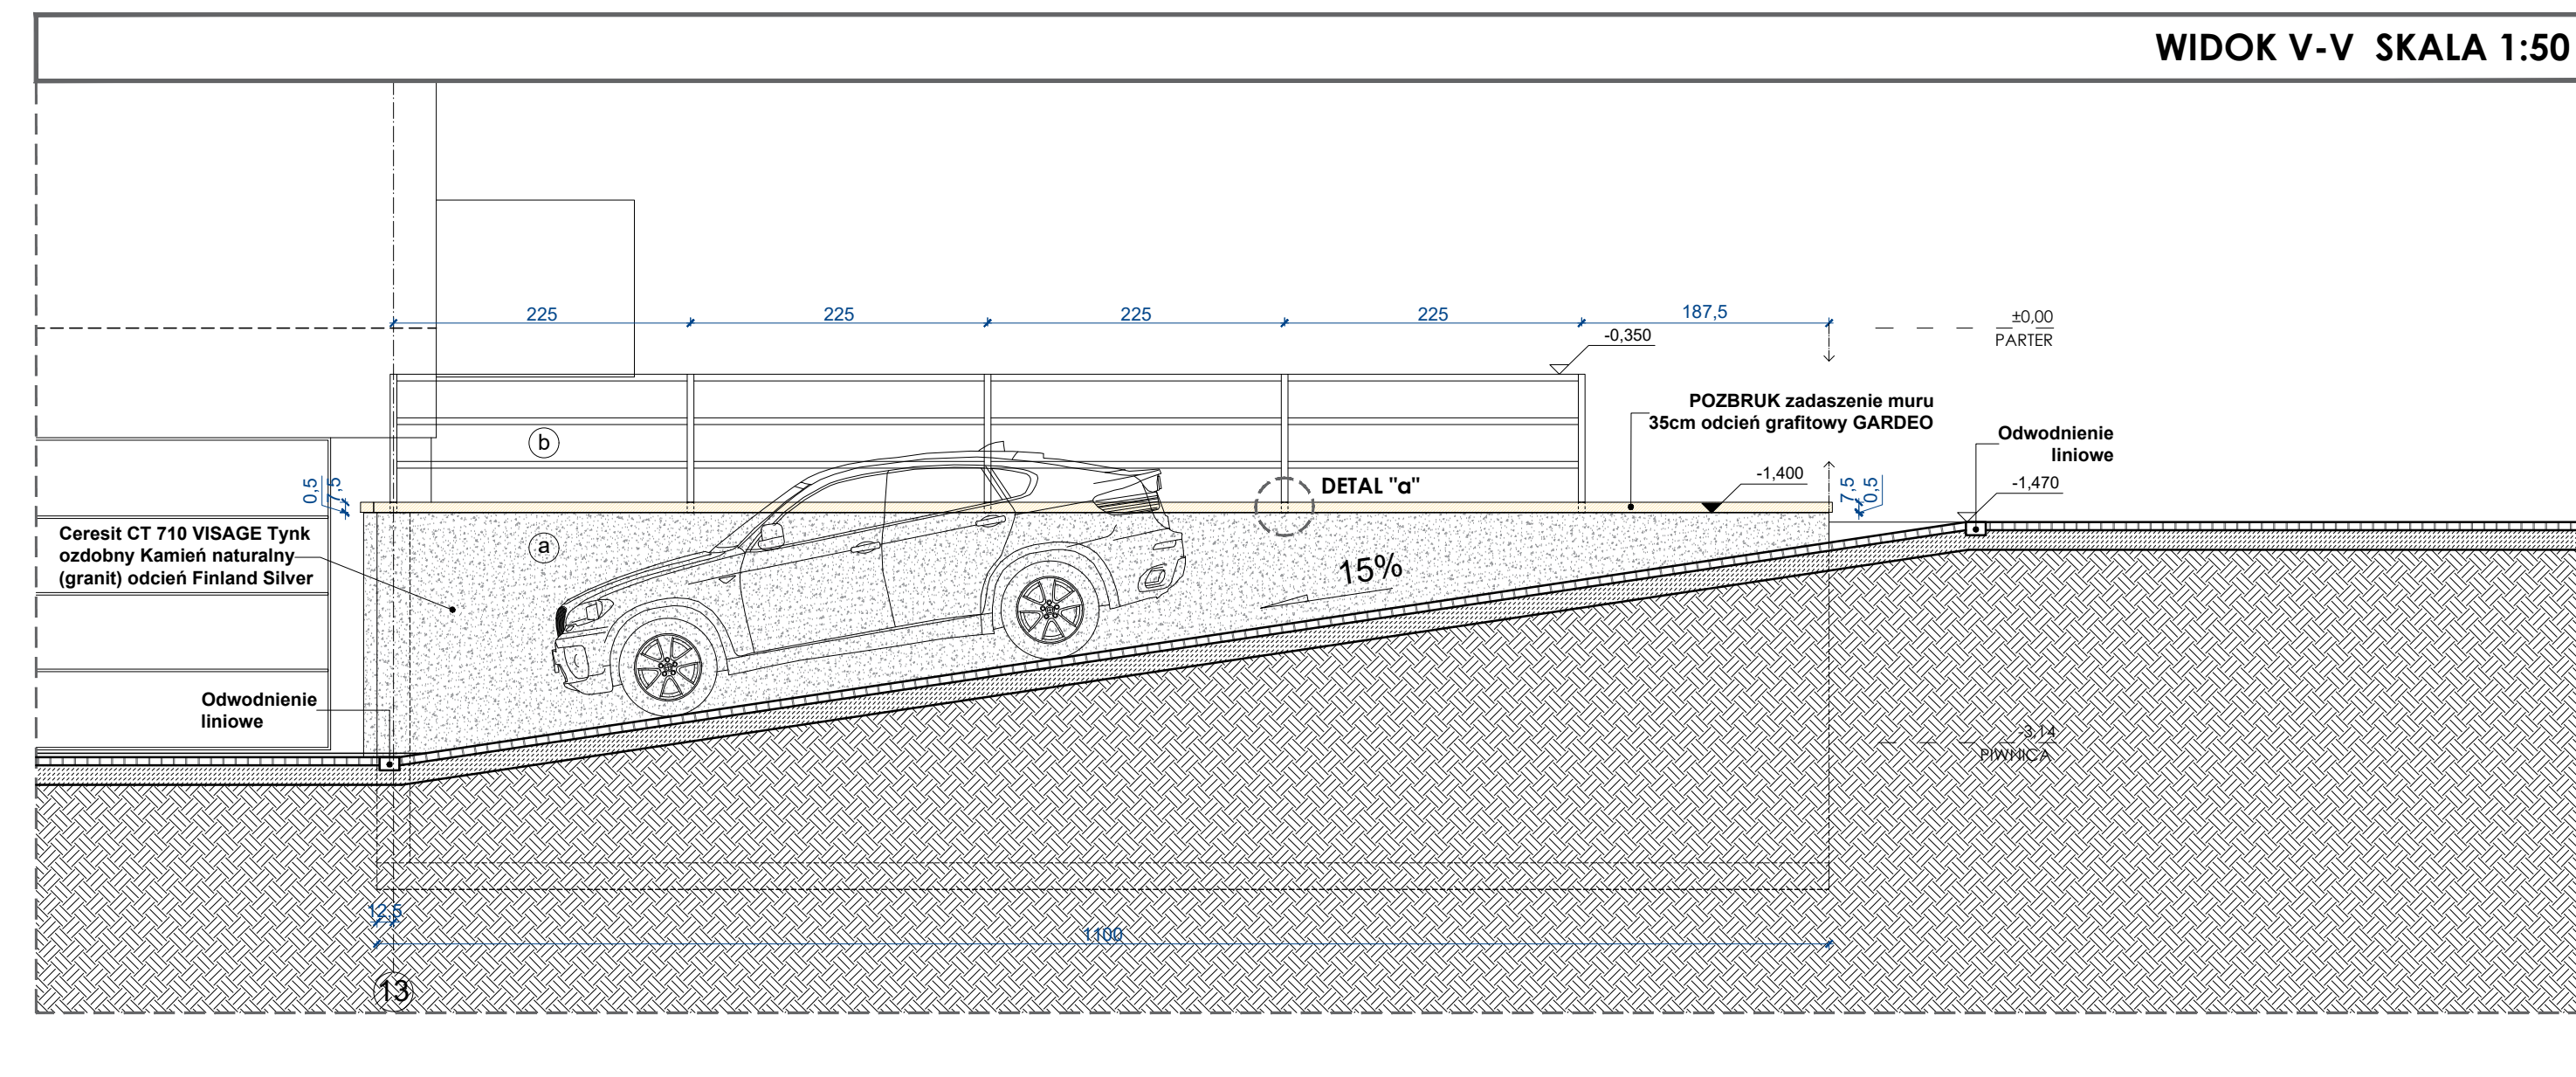 WIDOK V-V SKALA 1:50
225
225
225
225
187,5
±0,00
PARTER
-0,350
POZBRUK zadaszenie muru
35cm odcień grafitowy GARDEO
Odwodnienie
liniowe
b
-1,400
-1,470
DETAL "a"
0,5
7,5
7,5
0,5
Ceresit CT 710 VISAGE Tynk
ozdobny Kamień naturalny
(granit) odcień Finland Silver
a
15%
Odwodnienie
liniowe
-3,14
PIWNICA
12,5
1100
13